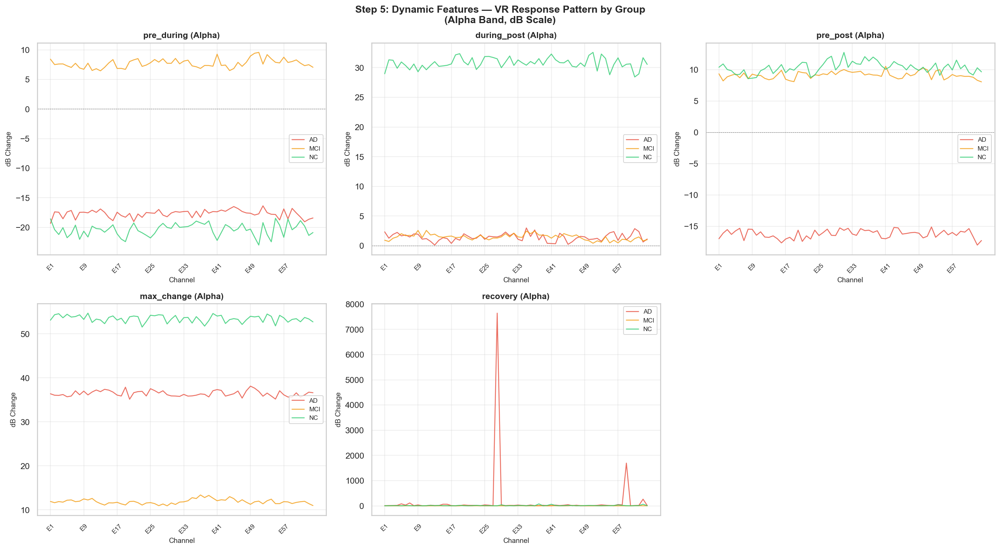 Step 5: Dynamic Features — VR Response Pattern by Group
(Alpha Band, dB Scale)
pre_during (Alpha)
10
5
0
−5
−10
−15
−20
dB Change
AD
MCI
NC
E1
E9
E17
E25
E33
E41
E49
E57
Channel
during_post (Alpha)
30
25
20
15
10
5
0
dB Change
AD
MCI
NC
E1
E9
E17
E25
E33
E41
E49
E57
Channel
pre_post (Alpha)
10
5
0
−5
−10
−15
dB Change
AD
MCI
NC
E1
E9
E17
E25
E33
E41
E49
E57
Channel
max_change (Alpha)
50
40
30
20
10
dB Change
AD
MCI
NC
E1
E9
E17
E25
E33
E41
E49
E57
Channel
recovery (Alpha)
8000
7000
6000
5000
4000
3000
2000
1000
0
dB Change
AD
MCI
NC
E1
E9
E17
E25
E33
E41
E49
E57
Channel